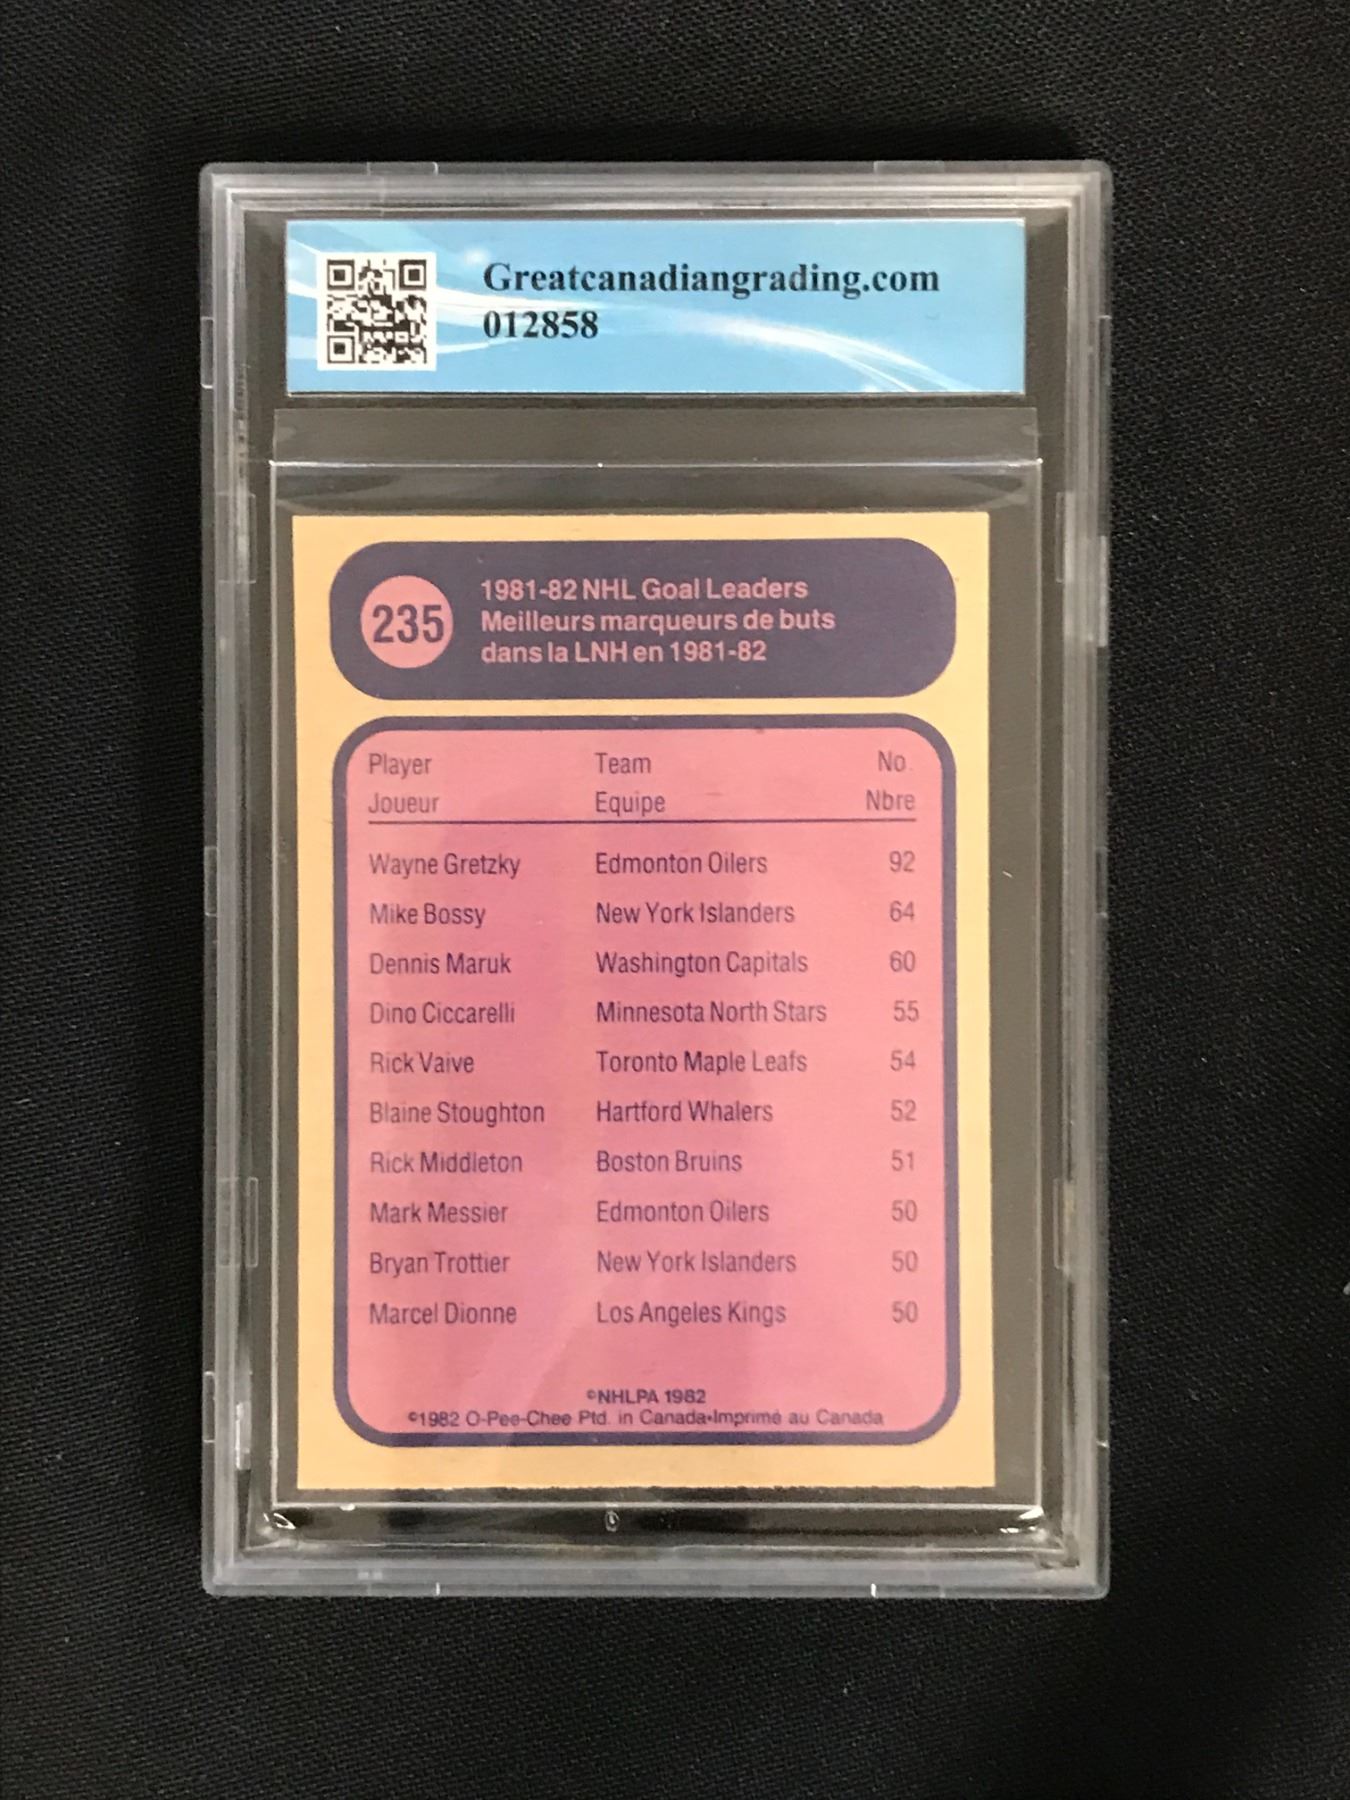 Greatcanadiangrading.com
012858
235
1981-82 NHL Goal Leaders
Meilleurs marqueurs de buts
dans la LNH en 1981-82
Player Team No.
Joueur Equipe Nbre
Wayne Gretzky Edmonton Oilers 92
Mike Bossy New York Islanders 64
Dennis Maruk Washington Capitals 60
Dino Ciccarelli Minnesota North Stars 55
Rick Vaive Toronto Maple Leafs 54
Blaine Stoughton Hartford Whalers 52
Rick Middleton Boston Bruins 51
Mark Messier Edmonton Oilers 50
Bryan Trottier New York Islanders 50
Marcel Dionne Los Angeles Kings 50
©NHLPA 1982
©1982 O-Pee-Chee Ptd. in Canada•Imprimé au Canada